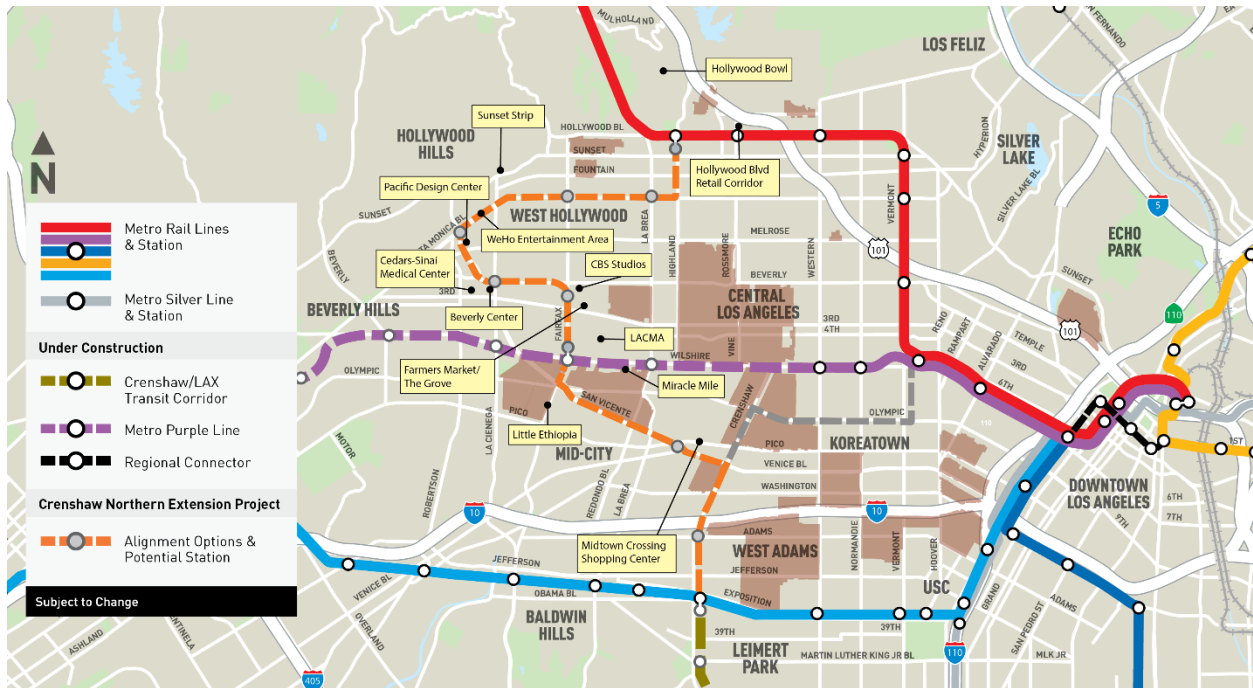 MULHOLLAND
SAN FERNANDO
LOS FELIZ
Hollywood Bowl
N
Sunset Strip
HOLLYWOOD
HILLS
HOLLYWOOD BL
SUNSET
FOUNTAIN
HYPERION
SILVER
LAKE
SILVER LAKE BL
Hollywood Blvd
Retail Corridor
Pacific Design Center
SUNSET
WEST HOLLYWOOD
LA BREA
VERMONT
5
ECHO
PARK
WeHo Entertainment Area
MELROSE
101
HIGHLAND
ROSSMORE
WESTERN
BEVERLY
Cedars-Sinai
Medical Center
CBS Studios
BEVERLY
SUNSET
3RD
BEVERLY HILLS
Beverly Center
FAIRFAX
CENTRAL
LOS ANGELES
110
101
3RD
4TH
RENO
RAMPART
ALVARADO
TEMPLE
3RD
6TH
LACMA
VINE
WILSHIRE
OLYMPIC
Farmers Market/
The Grove
Miracle Mile
SAN VICENTE
CRENSHAW
OLYMPIC
PICO
LA CIENEGA
Little Ethiopia
MID-CITY
PICO
KOREATOWN
1ST
MOTOR
ROBERTSON
REDONDO BL
LA BREA
VENICE BL
WASHINGTON
DOWNTOWN
LOS ANGELES
6TH
7TH
9TH
10
10
ADAMS
WEST ADAMS
Midtown Crossing
Shopping Center
NORMANDIE
VERMONT
HOOVER
JEFFERSON
JEFFERSON
USC
GRAND
SAN PEDRO ST
ADAMS
VENICE BL
OVERLAND
OBAMA BL
EXPOSITION
BALDWIN
HILLS
39TH
39TH
LEIMERT
PARK
MARTIN LUTHER KING JR BL
110
MLK JR
ASHLAND
405
Metro Rail Lines
& Station
Metro Silver Line
& Station
Under Construction
Crenshaw/LAX
Transit Corridor
Metro Purple Line
Regional Connector
Crenshaw Northern Extension Project
Alignment Options &
Potential Station
Subject to Change